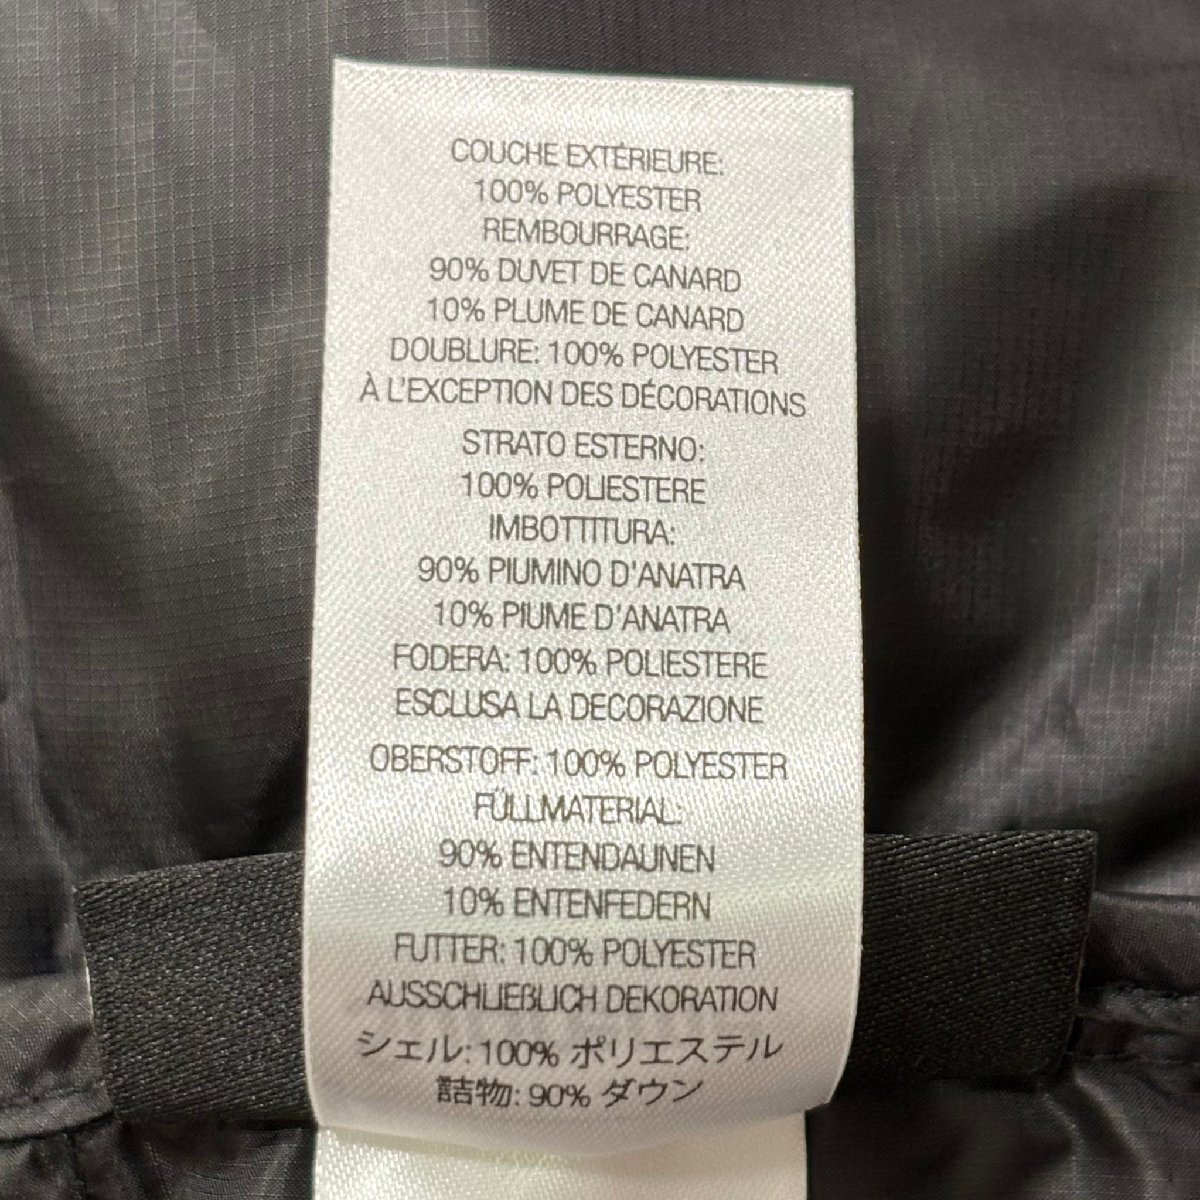 COUCHE EXTÉRIEURE:
100% POLYESTER
REMBOURRAGE:
90% DUVET DE CANARD
10% PLUME DE CANARD
DOUBLURE: 100% POLYESTER
À L'EXCEPTION DES DÉCORATIONS
STRATO ESTERNO:
100% POLIESTERE
IMBOTTITURA:
90% PIUMINO D'ANATRA
10% PIUME D'ANATRA
FODERA: 100% POLIESTERE
ESCLUSA LA DECORAZIONE
OBERSTOFF: 100% POLYESTER
FÜLLMATERIAL:
90% ENTENDAUNEN
10% ENTENFEDERN
FUTTER: 100% POLYESTER
AUSSCHLIEßLICH DEKORATION
シェル: 100% ポリエステル
詰物: 90% ダウン